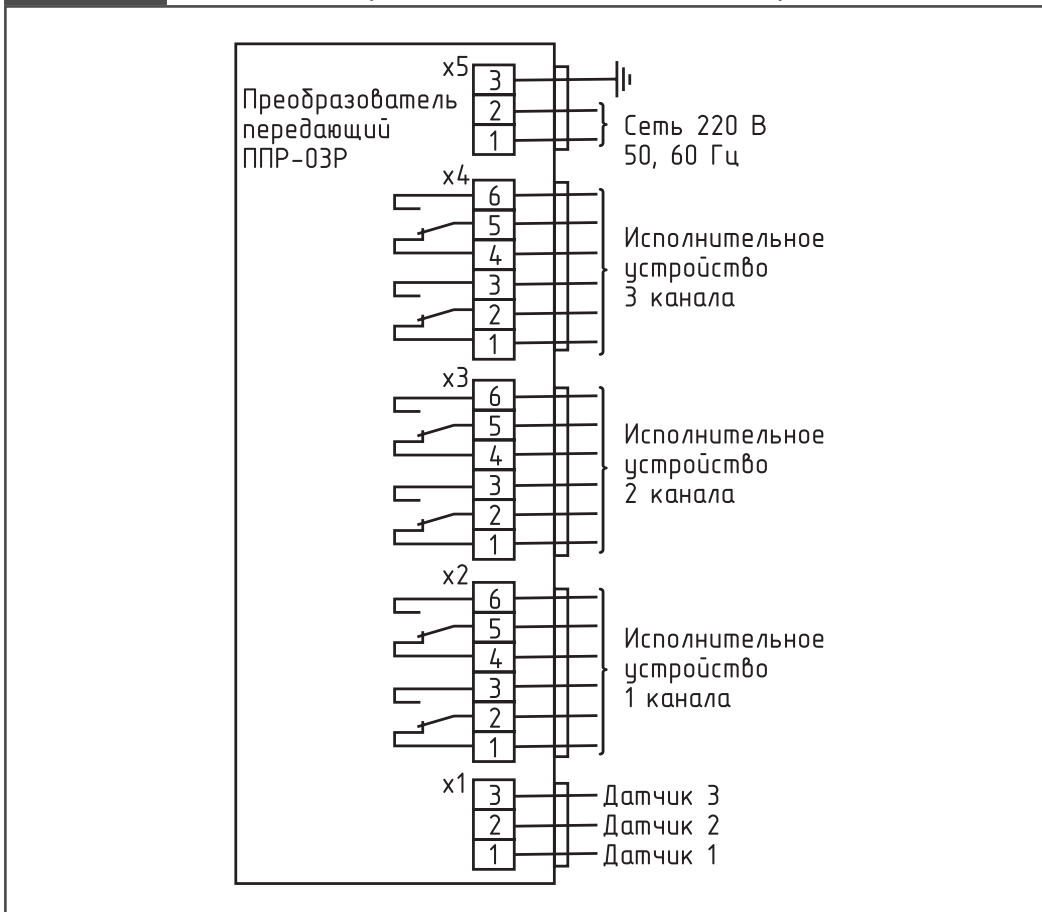 Преобразователь
передающий
ППР-03Р
x5
3
2
1
Сеть 220 В
50, 60 Гц
x4
6
5
4
3
2
1
Исполнительное
устройство
3 канала
x3
6
5
4
3
2
1
Исполнительное
устройство
2 канала
x2
6
5
4
3
2
1
Исполнительное
устройство
1 канала
x1
3
2
1
Датчик 3
Датчик 2
Датчик 1